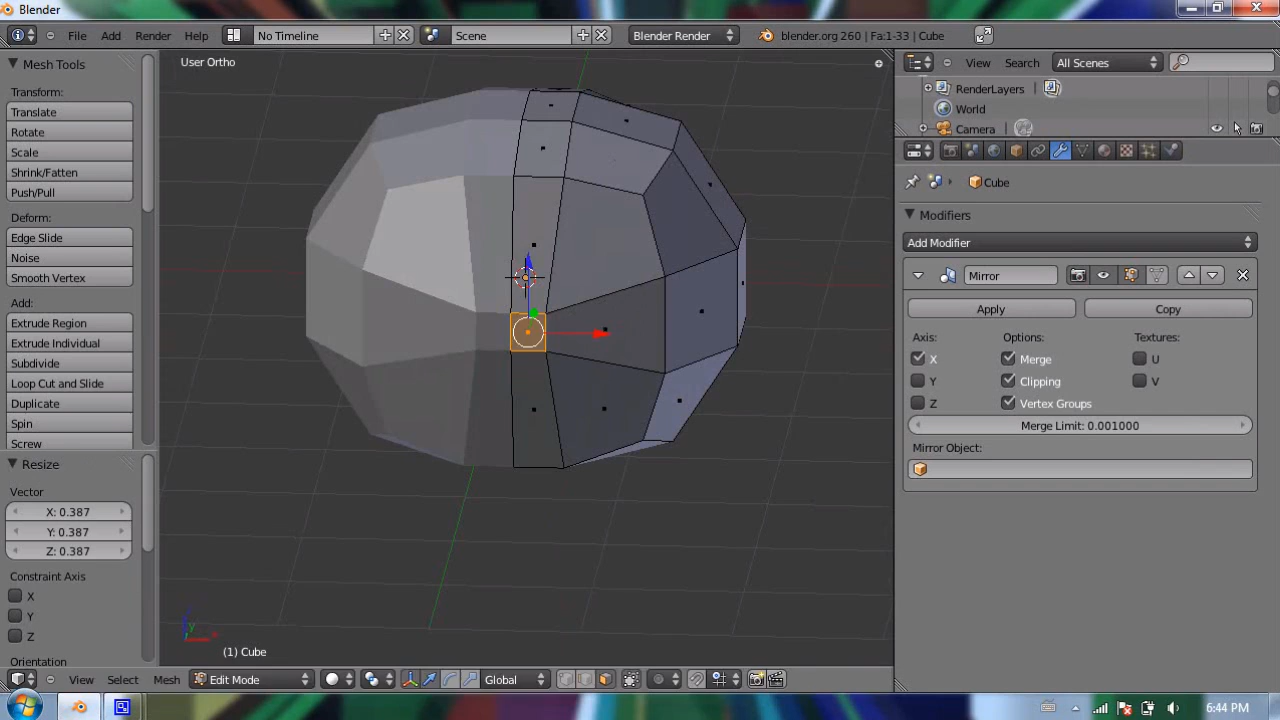 Blender
File Add Render Help No Timeline Scene Blender Render blender.org 260 | Fa:1-33 | Cube
Mesh Tools
Transform:
Translate
Rotate
Scale
Shrink/Fatten
Push/Pull
Deform:
Edge Slide
Noise
Smooth Vertex
Add:
Extrude Region
Extrude Individual
Subdivide
Loop Cut and Slide
Duplicate
Spin
Screw
Resize
Vector
X: 0.387
Y: 0.387
Z: 0.387
Constraint Axis
X
Y
Z
Orientation
User Ortho
(1) Cube
View Select Mesh Edit Mode Global
View Search All Scenes
RenderLayers
World
Camera
Cube
Modifiers
Add Modifier
Mirror
Apply Copy
Axis: Options: Textures:
X Merge U
Y Clipping V
Z Vertex Groups
Merge Limit: 0.001000
Mirror Object:
6:44 PM